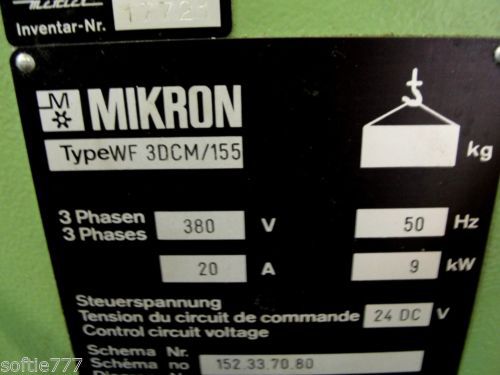 Inventar-Nr. 17721
M MIKRON
Type WF 3DCM/155
kg
3 Phasen
3 Phases
380 V
50 Hz
20 A
9 kW
Steuerspannung
Tension du circuit de commande 24 DC V
Control circuit voltage
Schema Nr.
Schéma no 152.33.70.80
softie777